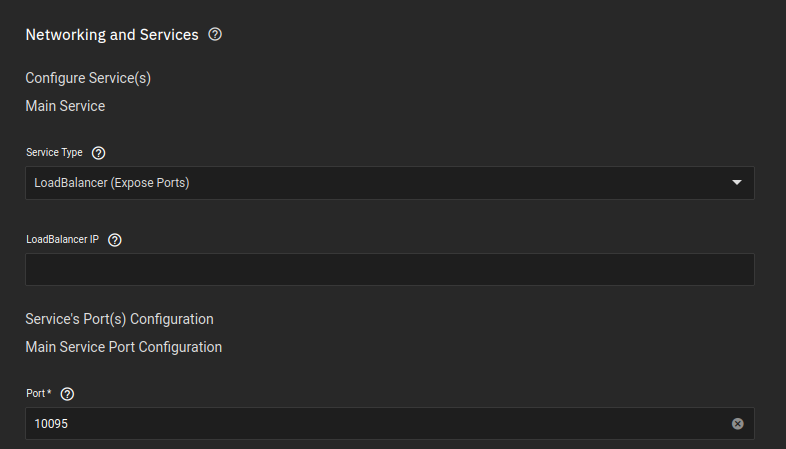 Networking and Services
Configure Service(s)
Main Service
Service Type
LoadBalancer (Expose Ports)
LoadBalancer IP
Service's Port(s) Configuration
Main Service Port Configuration
Port *
10095